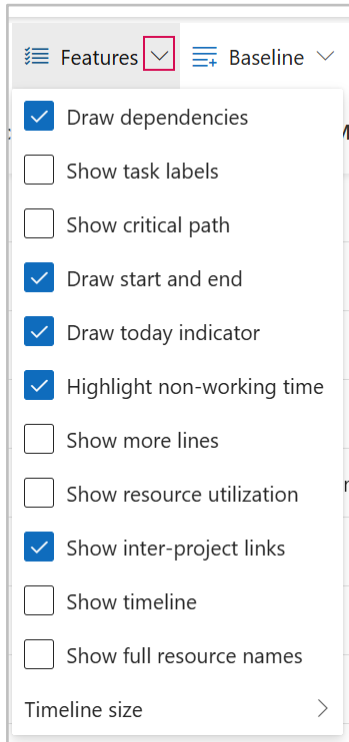 Features Baseline
Draw dependencies
Show task labels
Show critical path
Draw start and end
Draw today indicator
Highlight non-working time
Show more lines
Show resource utilization
Show inter-project links
Show timeline
Show full resource names
Timeline size